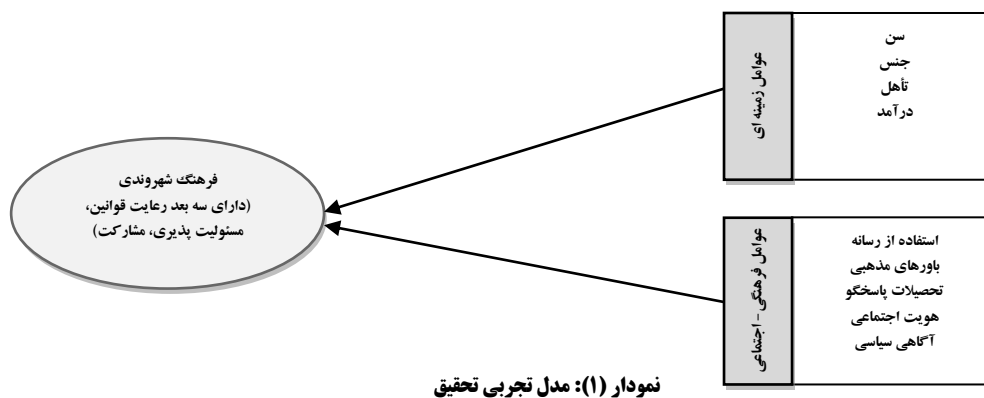 عوامل زمینه ای
سن
جنس
تأهل
درآمد
فرهنگ شهروندی
(دارای سه بعد رعایت قوانین،
مسئولیت پذیری، مشارکت)
عوامل فرهنگی - اجتماعی
استفاده از رسانه
باورهای مذهبی
تحصیلات پاسخگو
هویت اجتماعی
آگاهی سیاسی
نمودار (۱): مدل تجربی تحقیق